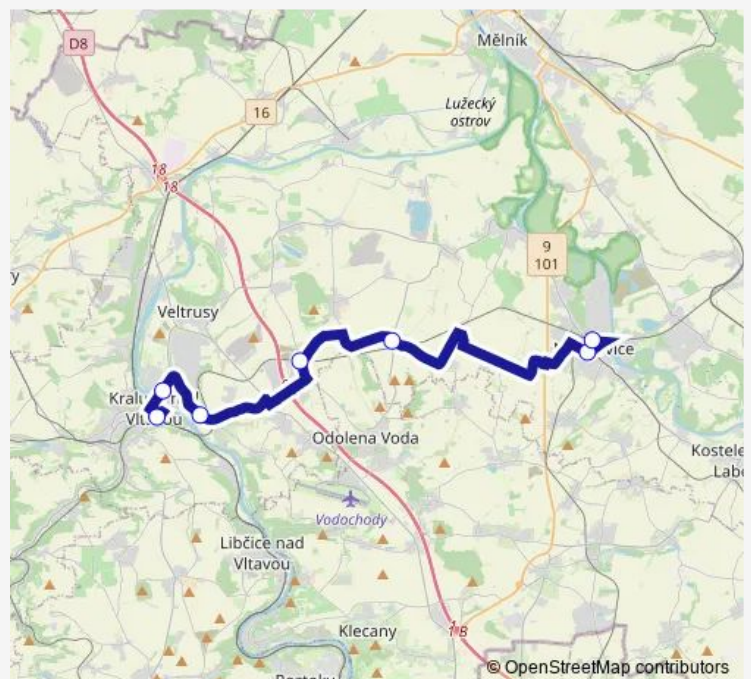 D8
Mělník
16
Lužecký
ostrov
18
18
9
101
Veltrusy
Odolena Voda
Vodochody
Libčice nad
Vltavou
Klecany
1 B
© OpenStreetMap contributors